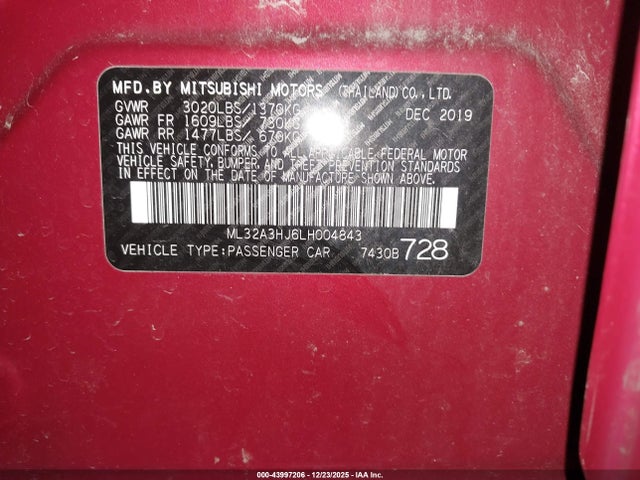 MFD.BY MITSUBISHI MOTORS (THAILAND) CO.,LTD.
GVWR 3020LBS/1370KG DEC 2019
GAWR FR 1609LBS 730KG
GAWR RR 1477LBS/ 670KG
THIS VEHICLE CONFORMS TO ALL APPLICABLE FEDERAL MOTOR
VEHICLE SAFETY, BUMPER, AND THEFT PREVENTION STANDARDS
IN EFFECT ON THE DATE OF MANUFACTURE SHOWN ABOVE.
ML32A3HJ6LH004843
VEHICLE TYPE:PASSENGER CAR 7430B 728
000-43997206 • 12/23/2025 • IAA Inc.